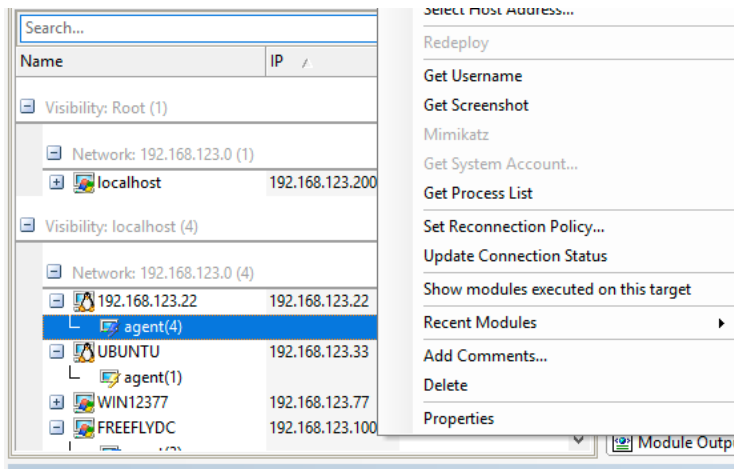 Search...
Name IP
Visibility: Root (1)
Network: 192.168.123.0 (1)
localhost 192.168.123.200
Visibility: localhost (4)
Network: 192.168.123.0 (4)
192.168.123.22 192.168.123.22
agent(4)
UBUNTU 192.168.123.33
agent(1)
WIN12377 192.168.123.77
FREEFLYDC 192.168.123.100
Select Host Address...
Redeploy
Get Username
Get Screenshot
Mimikatz
Get System Account...
Get Process List
Set Reconnection Policy...
Update Connection Status
Show modules executed on this target
Recent Modules
Add Comments...
Delete
Properties
Module Outp